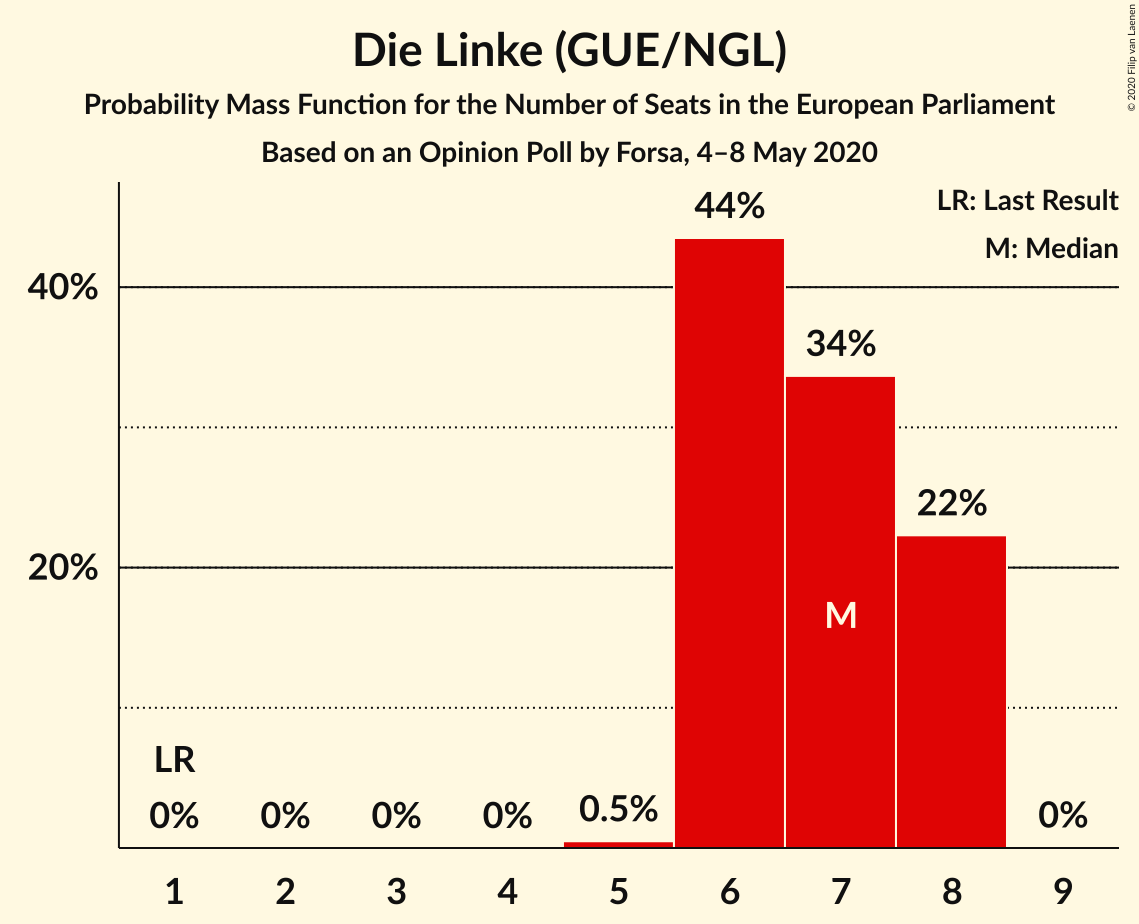 Die Linke (GUE/NGL)
Probability Mass Function for the Number of Seats in the European Parliament
Based on an Opinion Poll by Forsa, 4–8 May 2020
© 2020 Filip van Laenen
LR: Last Result
M: Median
40%
20%
44%
34%
22%
M
LR
0%
0%
0%
0%
0.5%
0%
1 2 3 4 5 6 7 8 9